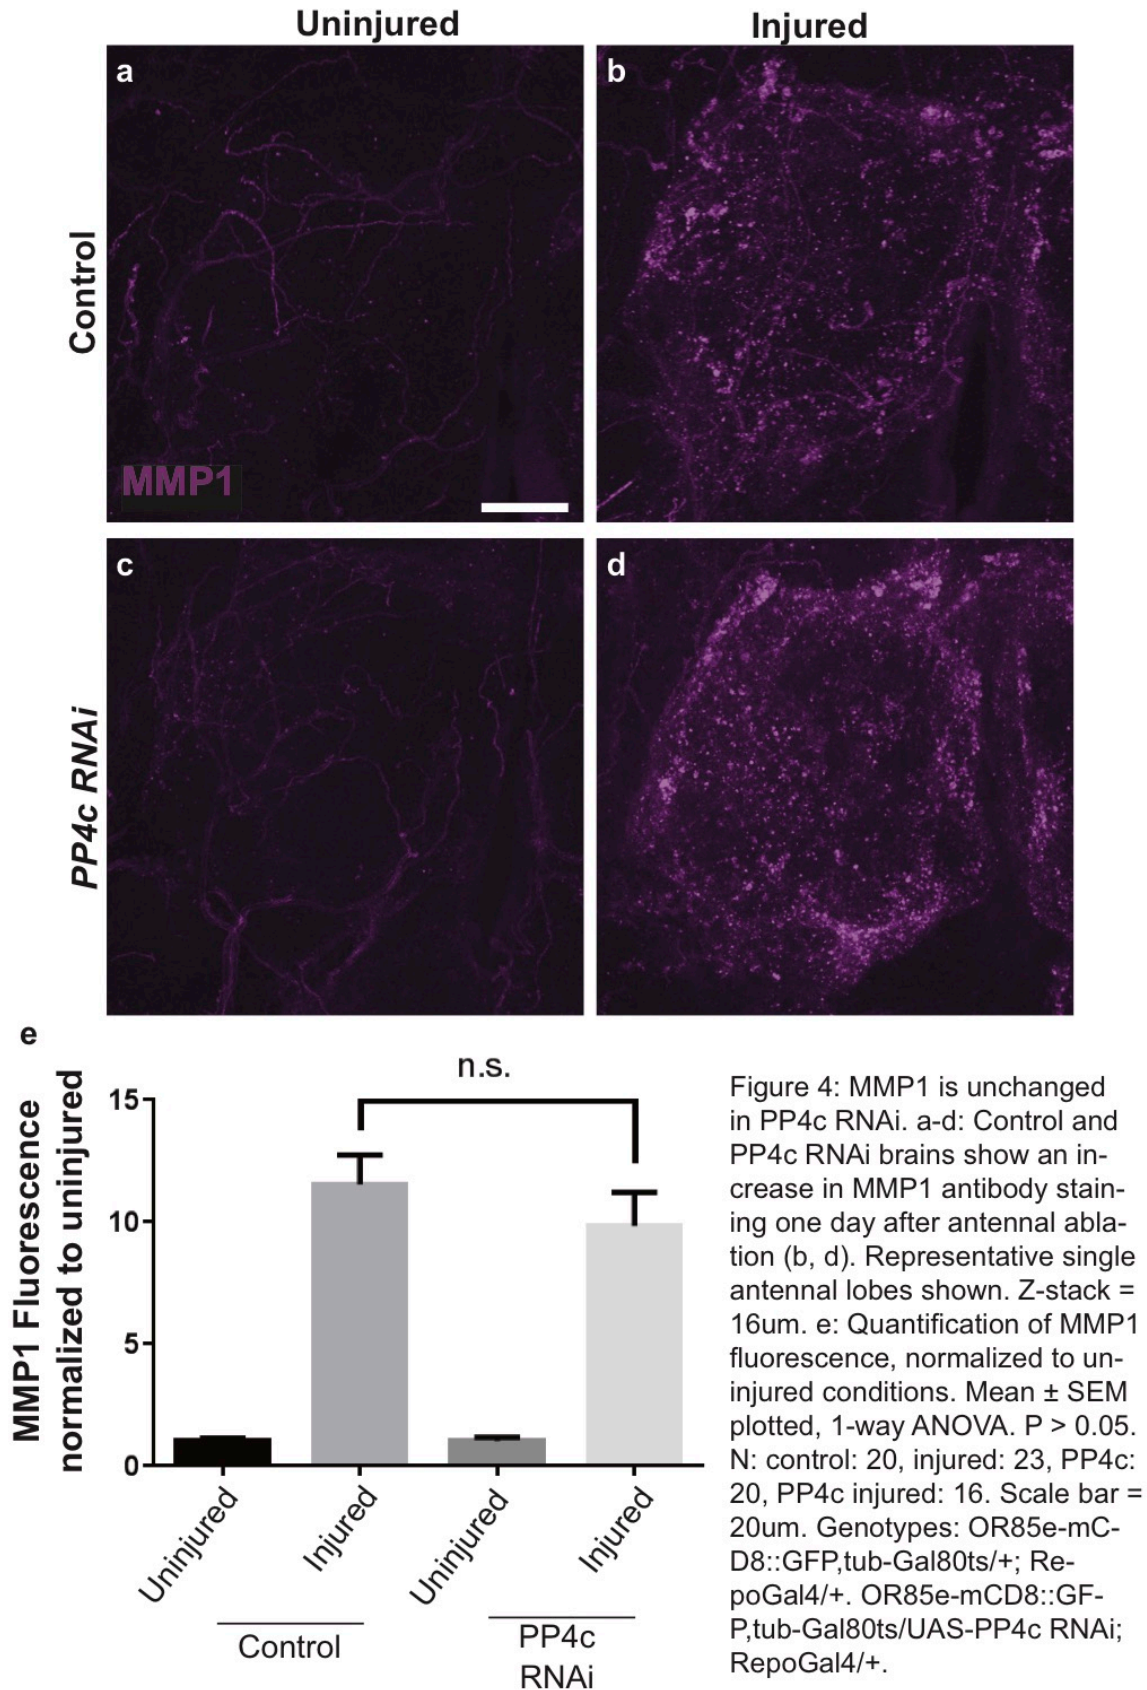 Uninjured
Injured
a
b
Control
MMP1
c
d
PP4c RNAi
e
n.s.
MMP1 Fluorescence
normalized to uninjured
15
10
5
0
Uninjured
Injured
Uninjured
Injured
Control
PP4c
RNAi
Figure 4: MMP1 is unchanged
in PP4c RNAi. a-d: Control and
PP4c RNAi brains show an in-
crease in MMP1 antibody stain-
ing one day after antennal abla-
tion (b, d). Representative single
antennal lobes shown. Z-stack =
16um. e: Quantification of MMP1
fluorescence, normalized to un-
injured conditions. Mean ± SEM
plotted, 1-way ANOVA. P > 0.05.
N: control: 20, injured: 23, PP4c:
20, PP4c injured: 16. Scale bar =
20um. Genotypes: OR85e-mC-
D8::GFP,tub-Gal80ts/+; Re-
poGal4/+. OR85e-mCD8::GF-
P,tub-Gal80ts/UAS-PP4c RNAi;
RepoGal4/+.